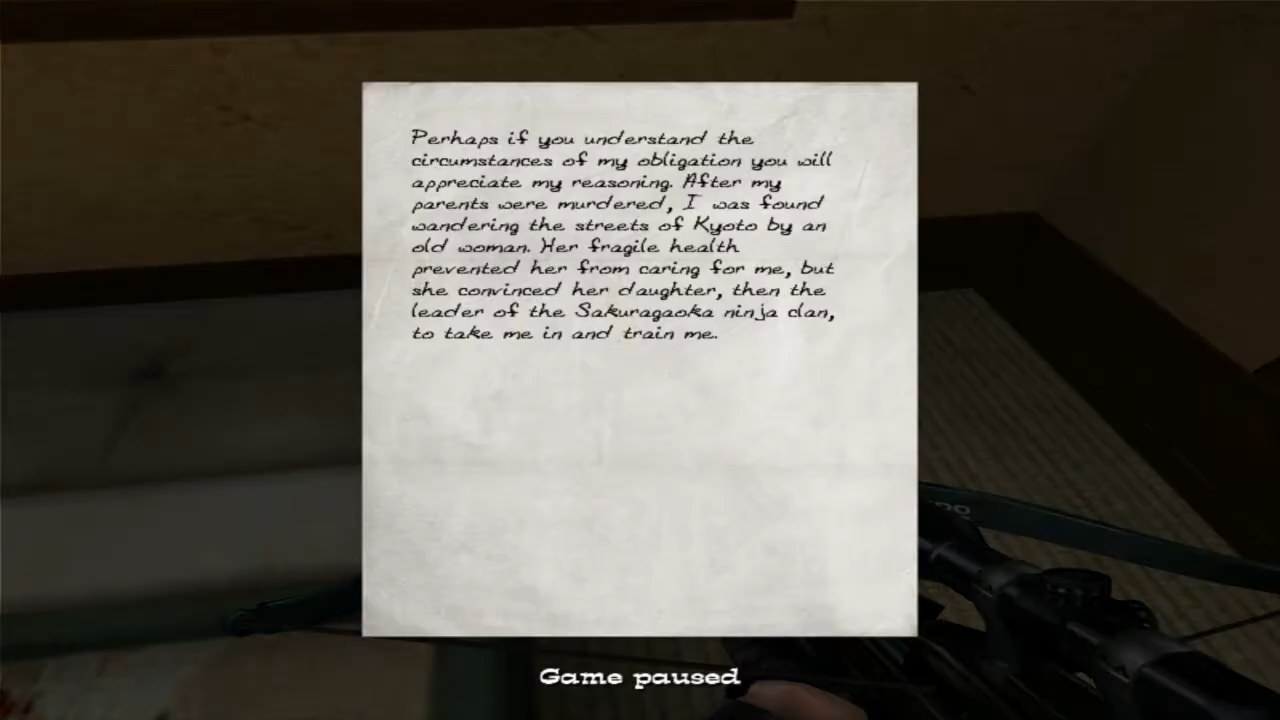 Perhaps if you understand the
circumstances of my obligation you will
appreciate my reasoning. After my
parents were murdered, I was found
wandering the streets of Kyoto by an
old woman. Her fragile health
prevented her from caring for me, but
she convinced her daughter, then the
leader of the Sakuragaoka ninja clan,
to take me in and train me.
Game paused